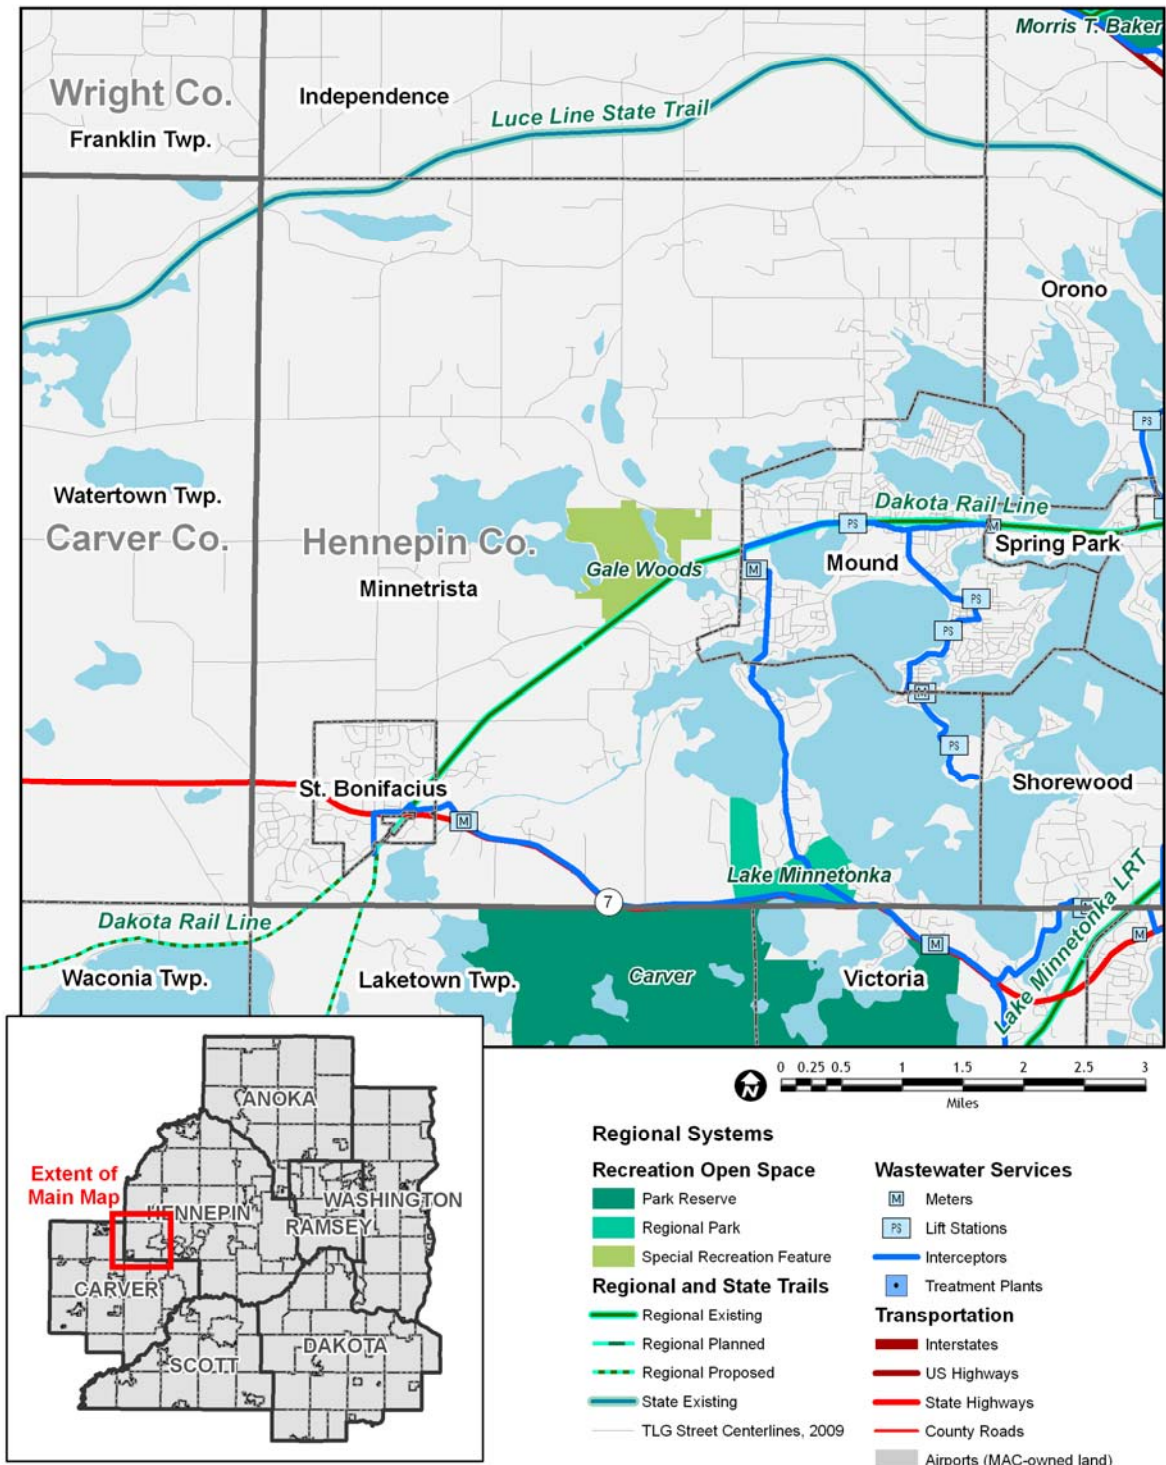 Morris T. Baker
Wright Co.
Independence
Luce Line State Trail
Franklin Twp.
Orono
Watertown Twp.
Dakota Rail Line
Carver Co.
Hennepin Co.
PS
M
Spring Park
Gale Woods
Mound
Minnetrista
PS
M
PS
PS
M
PS
Shorewood
St. Bonifacius
M
Lake Minnetonka
7
Dakota Rail Line
Lake Minnetonka LRT
M
M
Waconia Twp.
Laketown Twp.
Carver
Victoria
ANOKA
Extent of
Main Map
HENNEPIN
WASHINGTON
RAMSEY
CARVER
DAKOTA
SCOTT
N
0 0.25 0.5 1 1.5 2 2.5 3
Miles
Regional Systems
Recreation Open Space
Park Reserve
Regional Park
Special Recreation Feature
Regional and State Trails
Regional Existing
Regional Planned
Regional Proposed
State Existing
TLG Street Centerlines, 2009
Wastewater Services
M Meters
PS Lift Stations
Interceptors
Treatment Plants
Transportation
Interstates
US Highways
State Highways
County Roads
Airports (MAC-owned land)